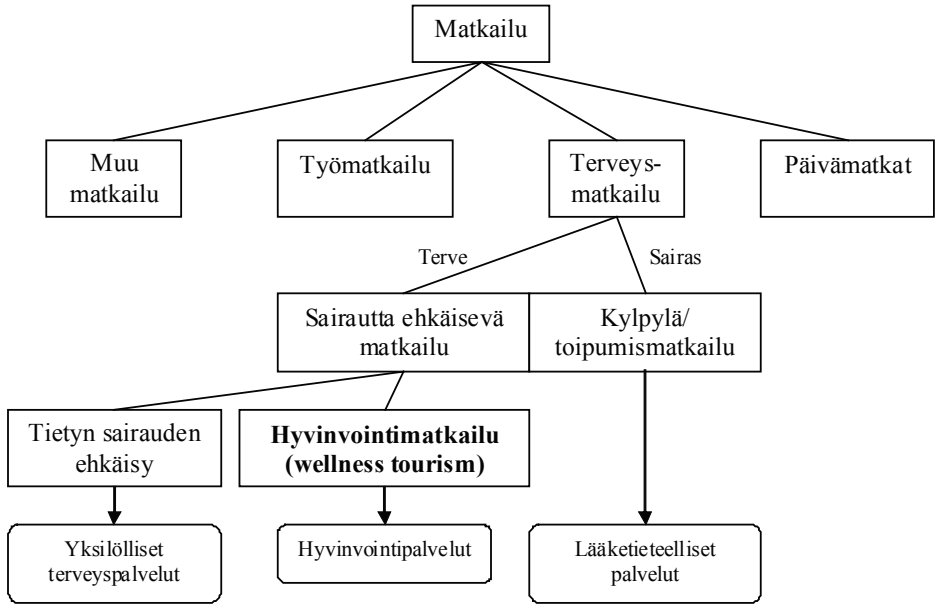 Matkailu
Muu
matkailu
Työmatkailu
Terveys-
matkailu
Päivämatkat
Terve
Sairas
Sairautta ehkäisevä
matkailu
Kylpylä/
toipumismatkailu
Tietyn sairauden
ehkäisy
Hyvinvointimatkailu
(wellness tourism)
Yksilölliset
terveyspalvelut
Hyvinvointipalvelut
Lääketieteelliset
palvelut